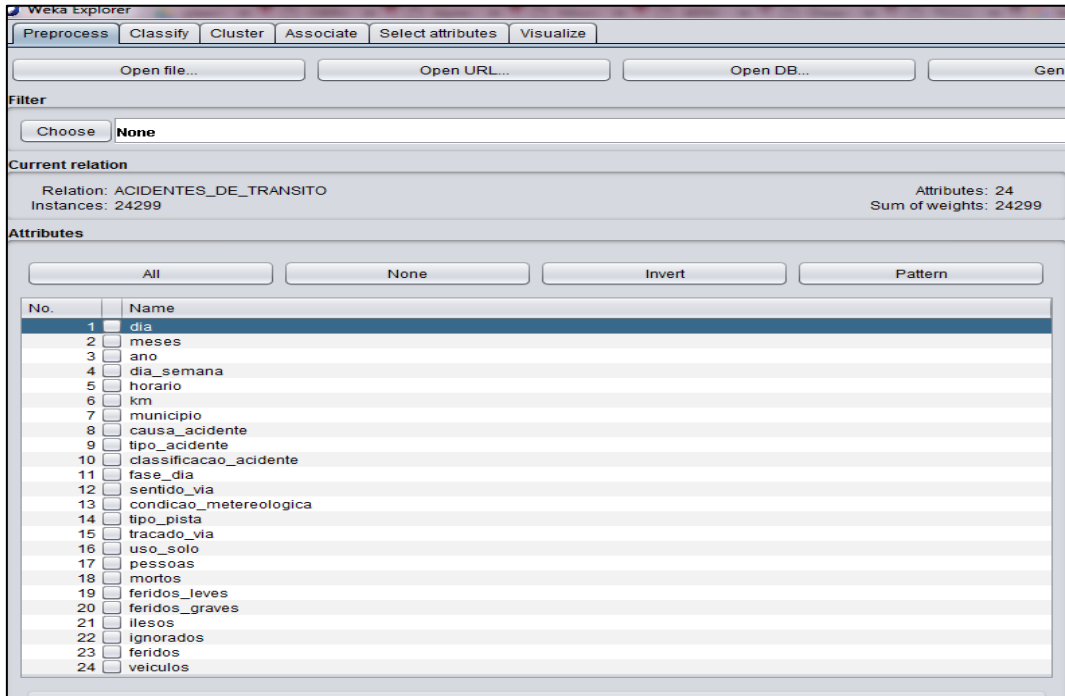 Weka Explorer
Preprocess Classify Cluster Associate Select attributes Visualize
Open file... Open URL... Open DB... Gen
Filter
Choose None
Current relation
Relation: ACIDENTES_DE_TRANSITO Attributes: 24
Instances: 24299 Sum of weights: 24299
Attributes
All None Invert Pattern
No. Name
1 dia
2 meses
3 ano
4 dia_semana
5 horario
6 km
7 municipio
8 causa_acidente
9 tipo_acidente
10 classificacao_acidente
11 fase_dia
12 sentido_via
13 condicao_metereologica
14 tipo_pista
15 tracado_via
16 uso_solo
17 pessoas
18 mortos
19 feridos_leves
20 feridos_graves
21 ilesos
22 ignorados
23 feridos
24 veiculos